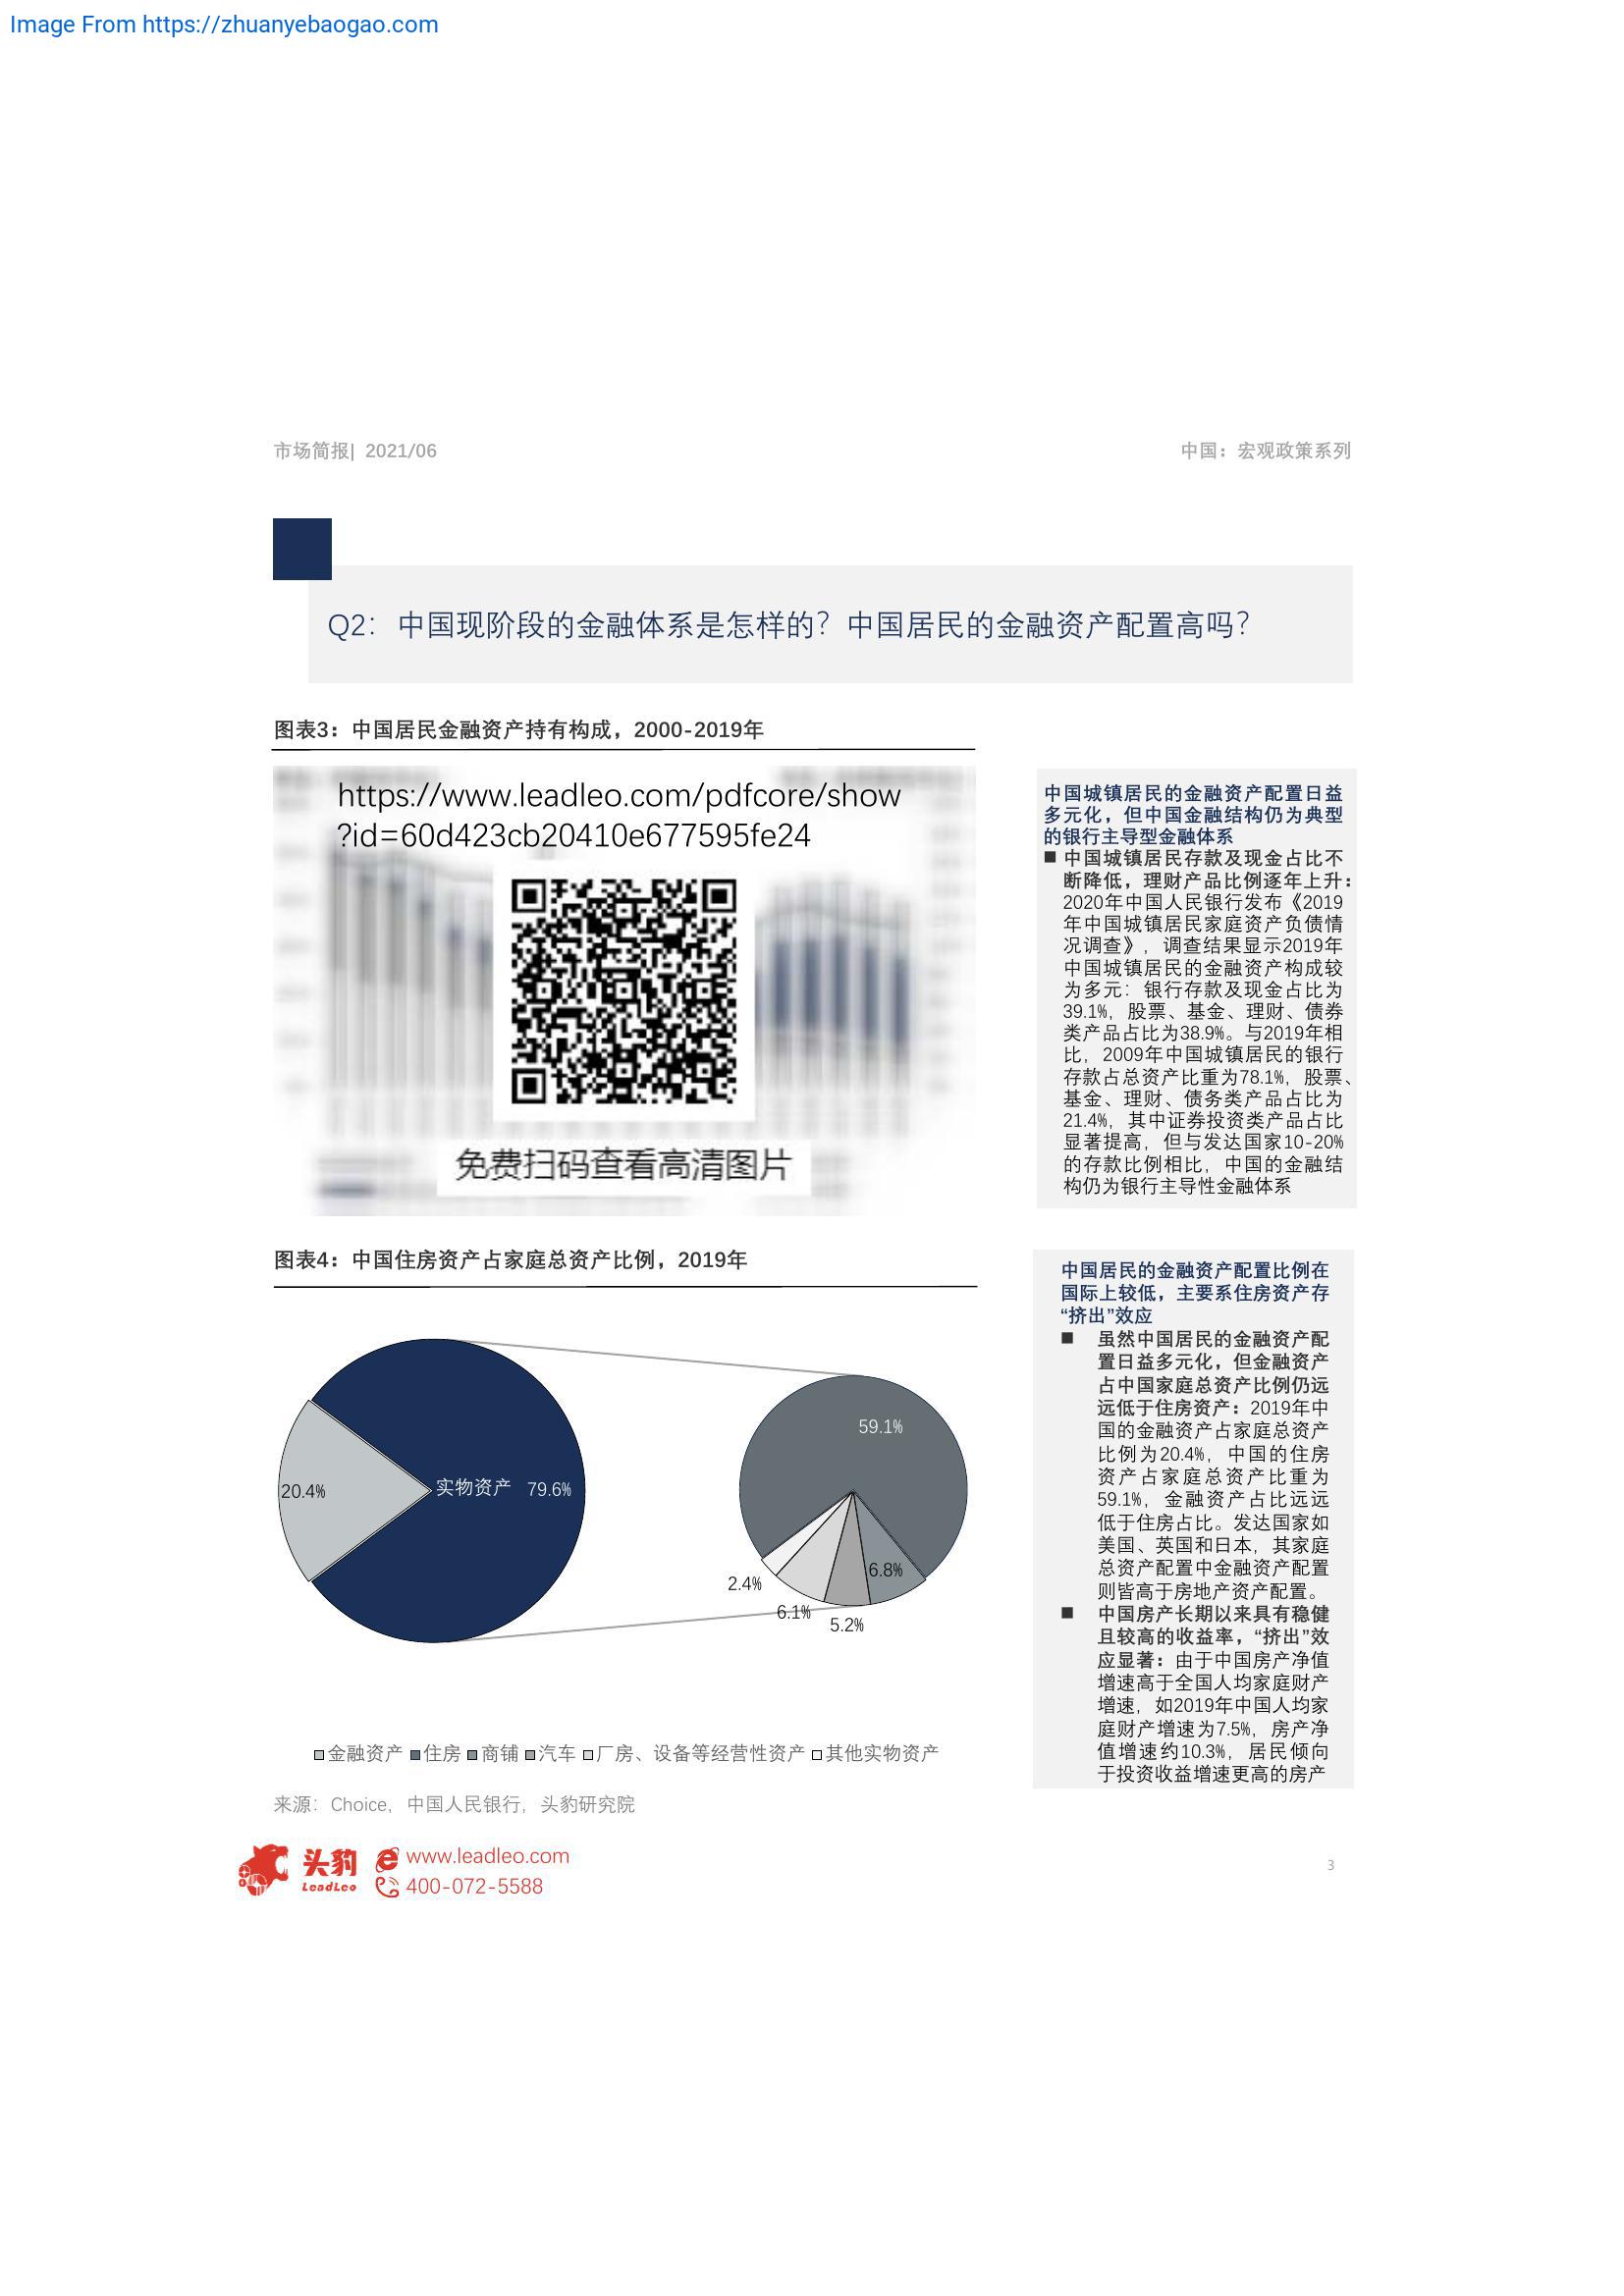 Image From https://zhuanyebaogao.com
市场简报| 2021/06
中国：宏观政策系列
Q2：中国现阶段的金融体系是怎样的？中国居民的金融资产配置高吗？
图表3：中国居民金融资产持有构成，2000-2019年
https://www.leadleo.com/pdfcore/show
?id=60d423cb20410e677595fe24
免费扫码查看高清图片
中国城镇居民的金融资产配置日益
多元化，但中国金融结构仍为典型
的银行主导型金融体系
■ 中国城镇居民存款及现金占比不
断降低，理财产品比例逐年上升：
2020年中国人民银行发布《2019
年中国城镇居民家庭资产负债情
况调查》，调查结果显示2019年
中国城镇居民的金融资产构成较
为多元：银行存款及现金占比为
39.1%，股票、基金、理财、债券
类产品占比为38.9%。与2019年相
比，2009年中国城镇居民的银行
存款占总资产比重为78.1%，股票、
基金、理财、债务类产品占比为
21.4%，其中证券投资类产品占比
显著提高，但与发达国家10-20%
的存款比例相比，中国的金融结
构仍为银行主导性金融体系
图表4：中国住房资产占家庭总资产比例，2019年
20.4%
实物资产 79.6%
59.1%
6.8%
2.4%
6.1%
5.2%
金融资产 住房 商铺 汽车 厂房、设备等经营性资产 其他实物资产
中国居民的金融资产配置比例在
国际上较低，主要系住房资产存
“挤出”效应
■ 虽然中国居民的金融资产配
置日益多元化，但金融资产
占中国家庭总资产比例仍远
远低于住房资产：2019年中
国的金融资产占家庭总资产
比例为20.4%，中国的住房
资产占家庭总资产比重为
59.1%，金融资产占比远远
低于住房占比。发达国家如
美国、英国和日本，其家庭
总资产配置中金融资产配置
则皆高于房地产资产配置。
■ 中国房产长期以来具有稳健
且较高的收益率，“挤出”效
应显著：由于中国房产净值
增速高于全国人均家庭财产
增速，如2019年中国人均家
庭财产增速为7.5%，房产净
值增速约10.3%，居民倾向
于投资收益增速更高的房产
来源：Choice，中国人民银行，头豹研究院
头豹
LeadLeo
www.leadleo.com
400-072-5588
3